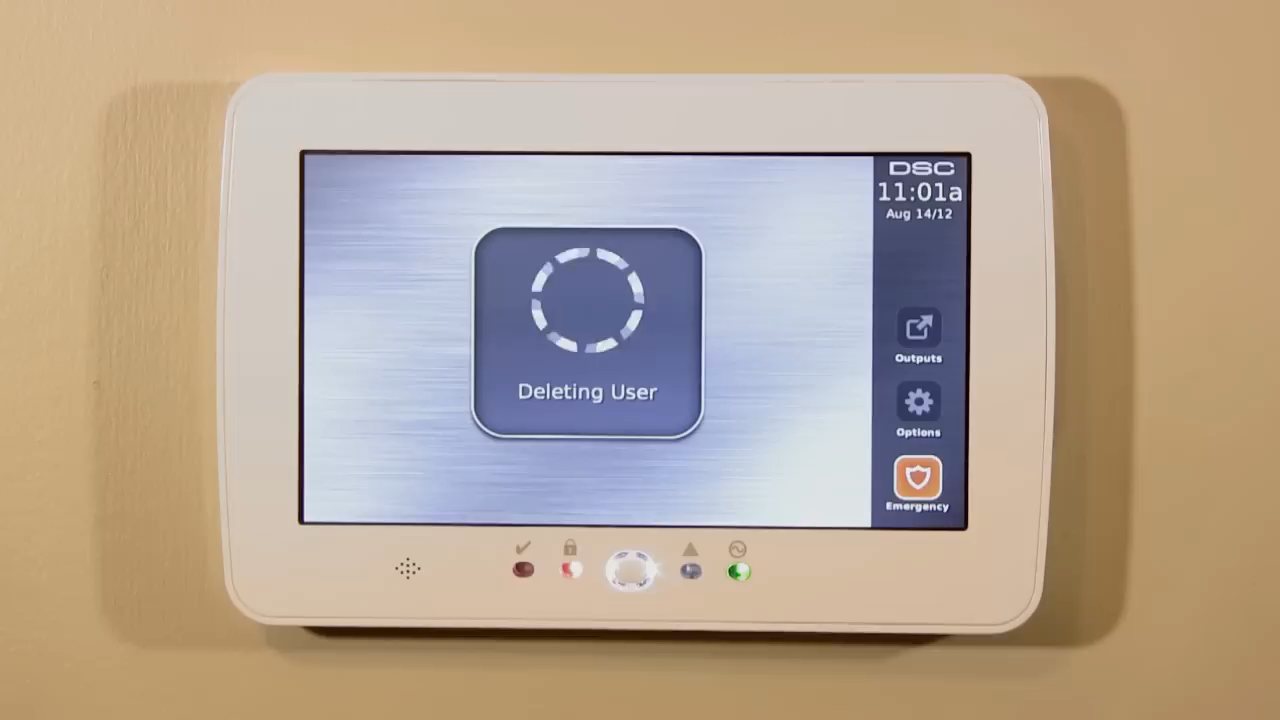 DSC
11:01a
Aug 14/12
Deleting User
Outputs
Options
Emergency